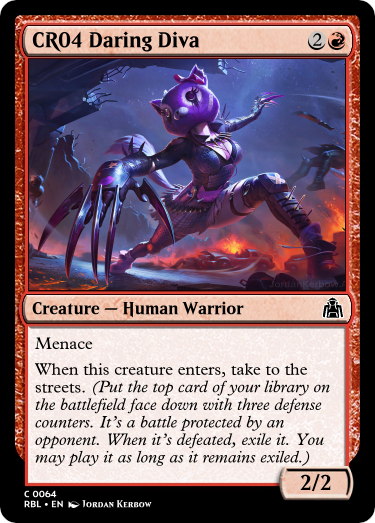 CR04 Daring Diva 2
JordanKerbow
Creature — Human Warrior
Menace
When this creature enters, take to the
streets. (Put the top card of your library on
the battlefield face down with three defense
counters. It's a battle protected by an
opponent. When it's defeated, exile it. You
may play it as long as it remains exiled.)
2/2
C 0064
RBL • EN Jordan Kerbow